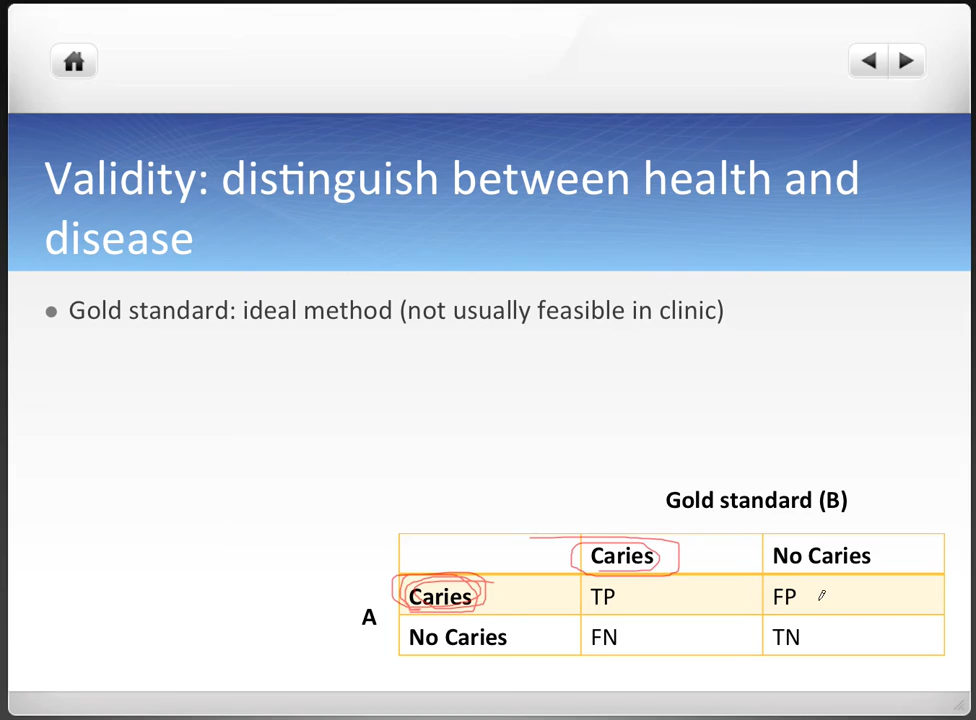 Validity: distinguish between health and
disease
Gold standard: ideal method (not usually feasible in clinic)
Gold standard (B)
Caries No Caries
Caries TP FP
A
No Caries FN TN